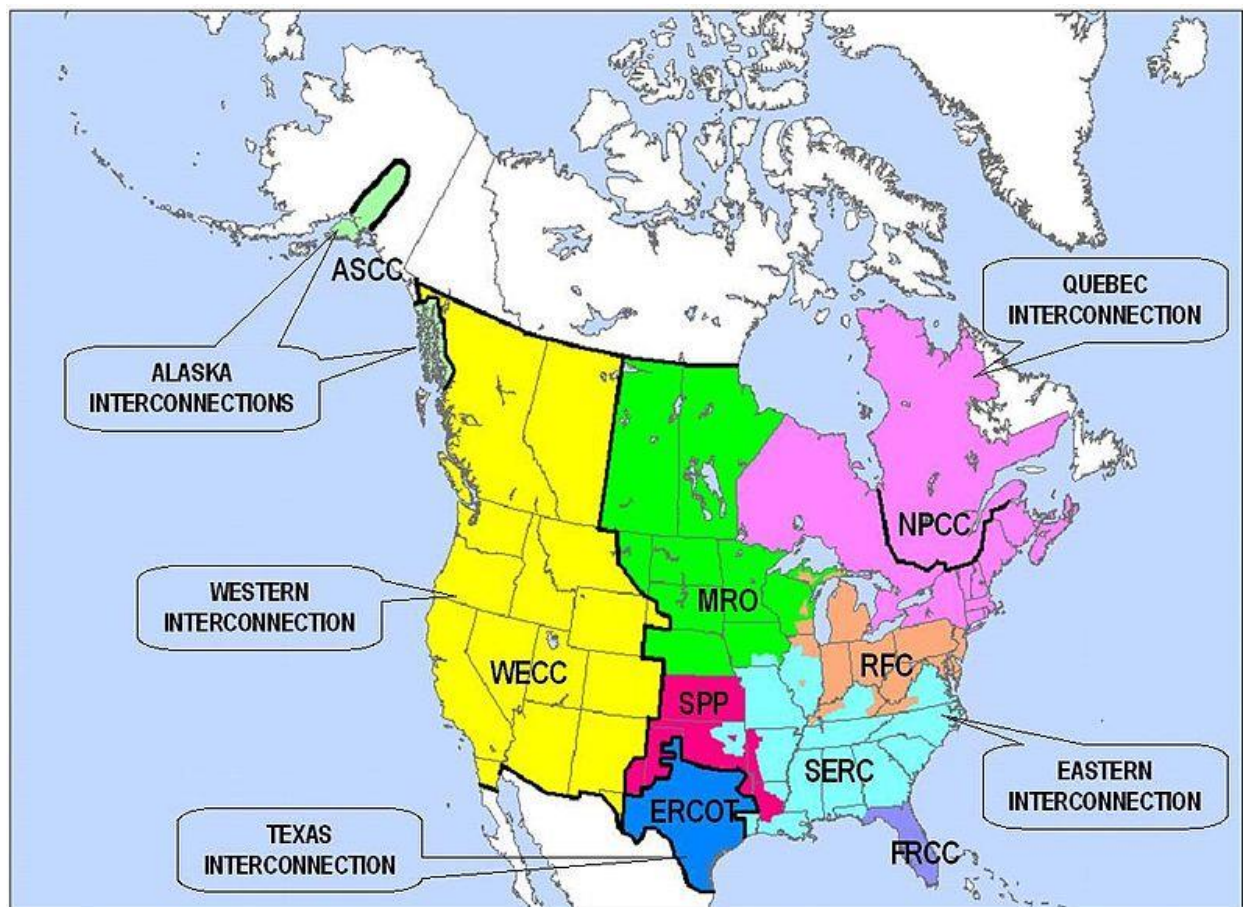 ASCC
QUEBEC
INTERCONNECTION
ALASKA
INTERCONNECTIONS
NPCC
WESTERN
INTERCONNECTION
MRO
WECC
RFC
SPP
SERC
EASTERN
INTERCONNECTION
ERCOT
TEXAS
INTERCONNECTION
FRCC